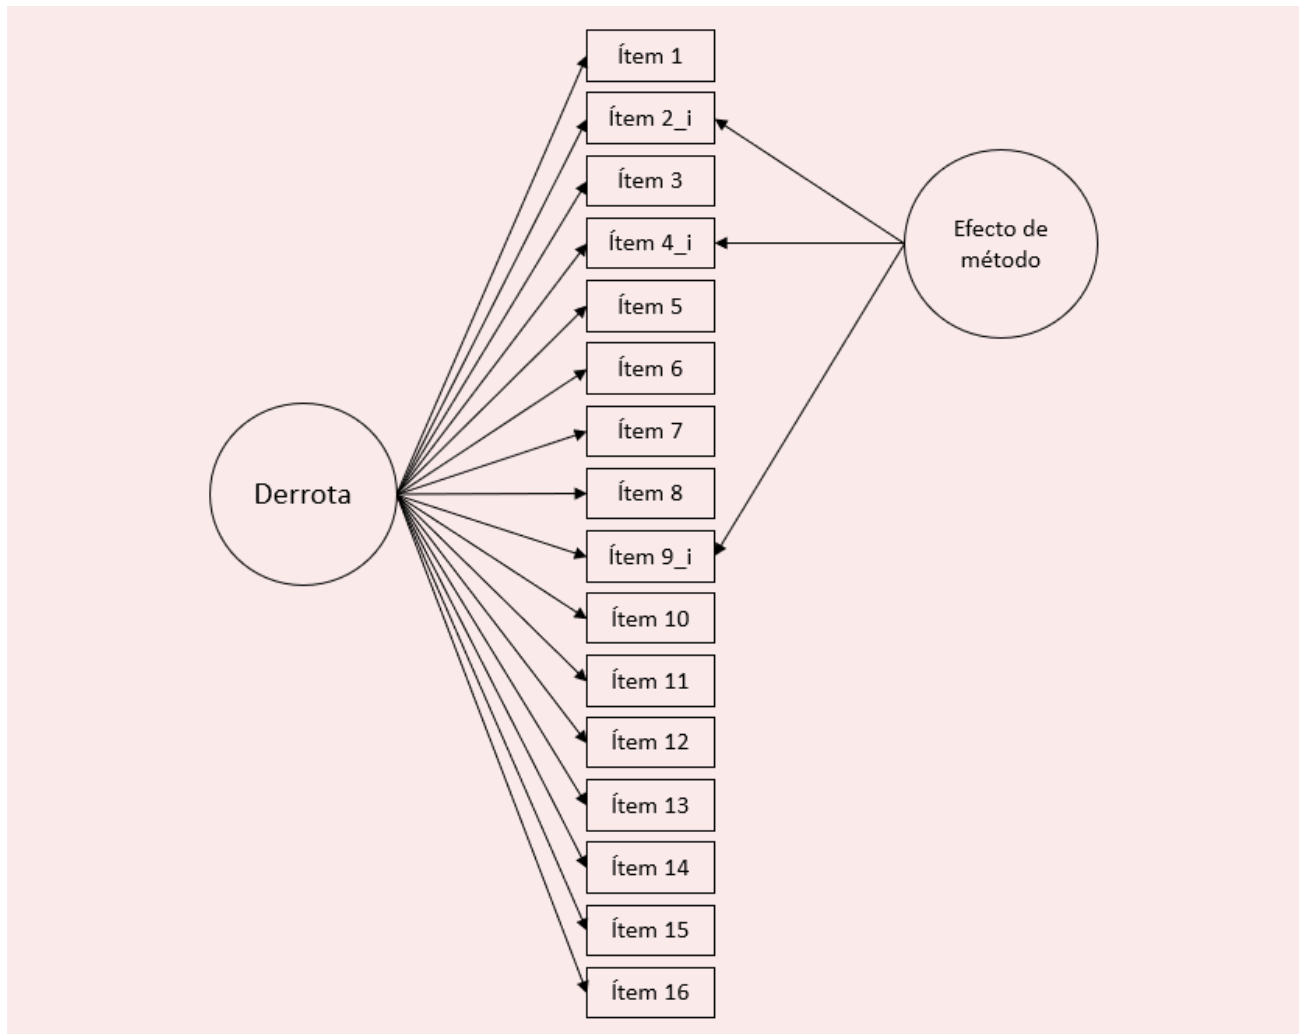 Ítem 1
Ítem 2_i
Ítem 3
Ítem 4_i
Ítem 5
Ítem 6
Ítem 7
Ítem 8
Ítem 9_i
Ítem 10
Ítem 11
Ítem 12
Ítem 13
Ítem 14
Ítem 15
Ítem 16
Derrota
Efecto de
método